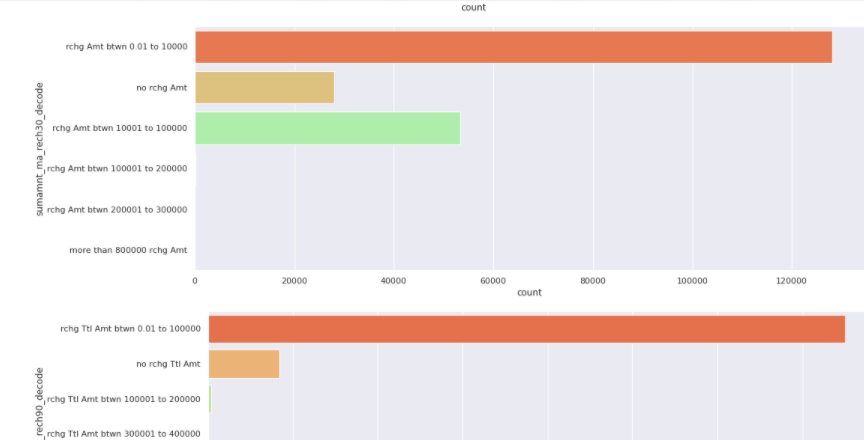 count
rchg Amt btwn 0.01 to 10000
no rchg Amt
rchg Amt btwn 10001 to 100000
rchg Amt btwn 100001 to 200000
rchg Amt btwn 200001 to 300000
more than 800000 rchg Amt
sumamnt_ma_rech30_decode
0 20000 40000 60000 80000 100000 120000
count
rchg Ttl Amt btwn 0.01 to 100000
no rchg Ttl Amt
rchg Ttl Amt btwn 100001 to 200000
rchg Ttl Amt btwn 300001 to 400000
_rech90_decode